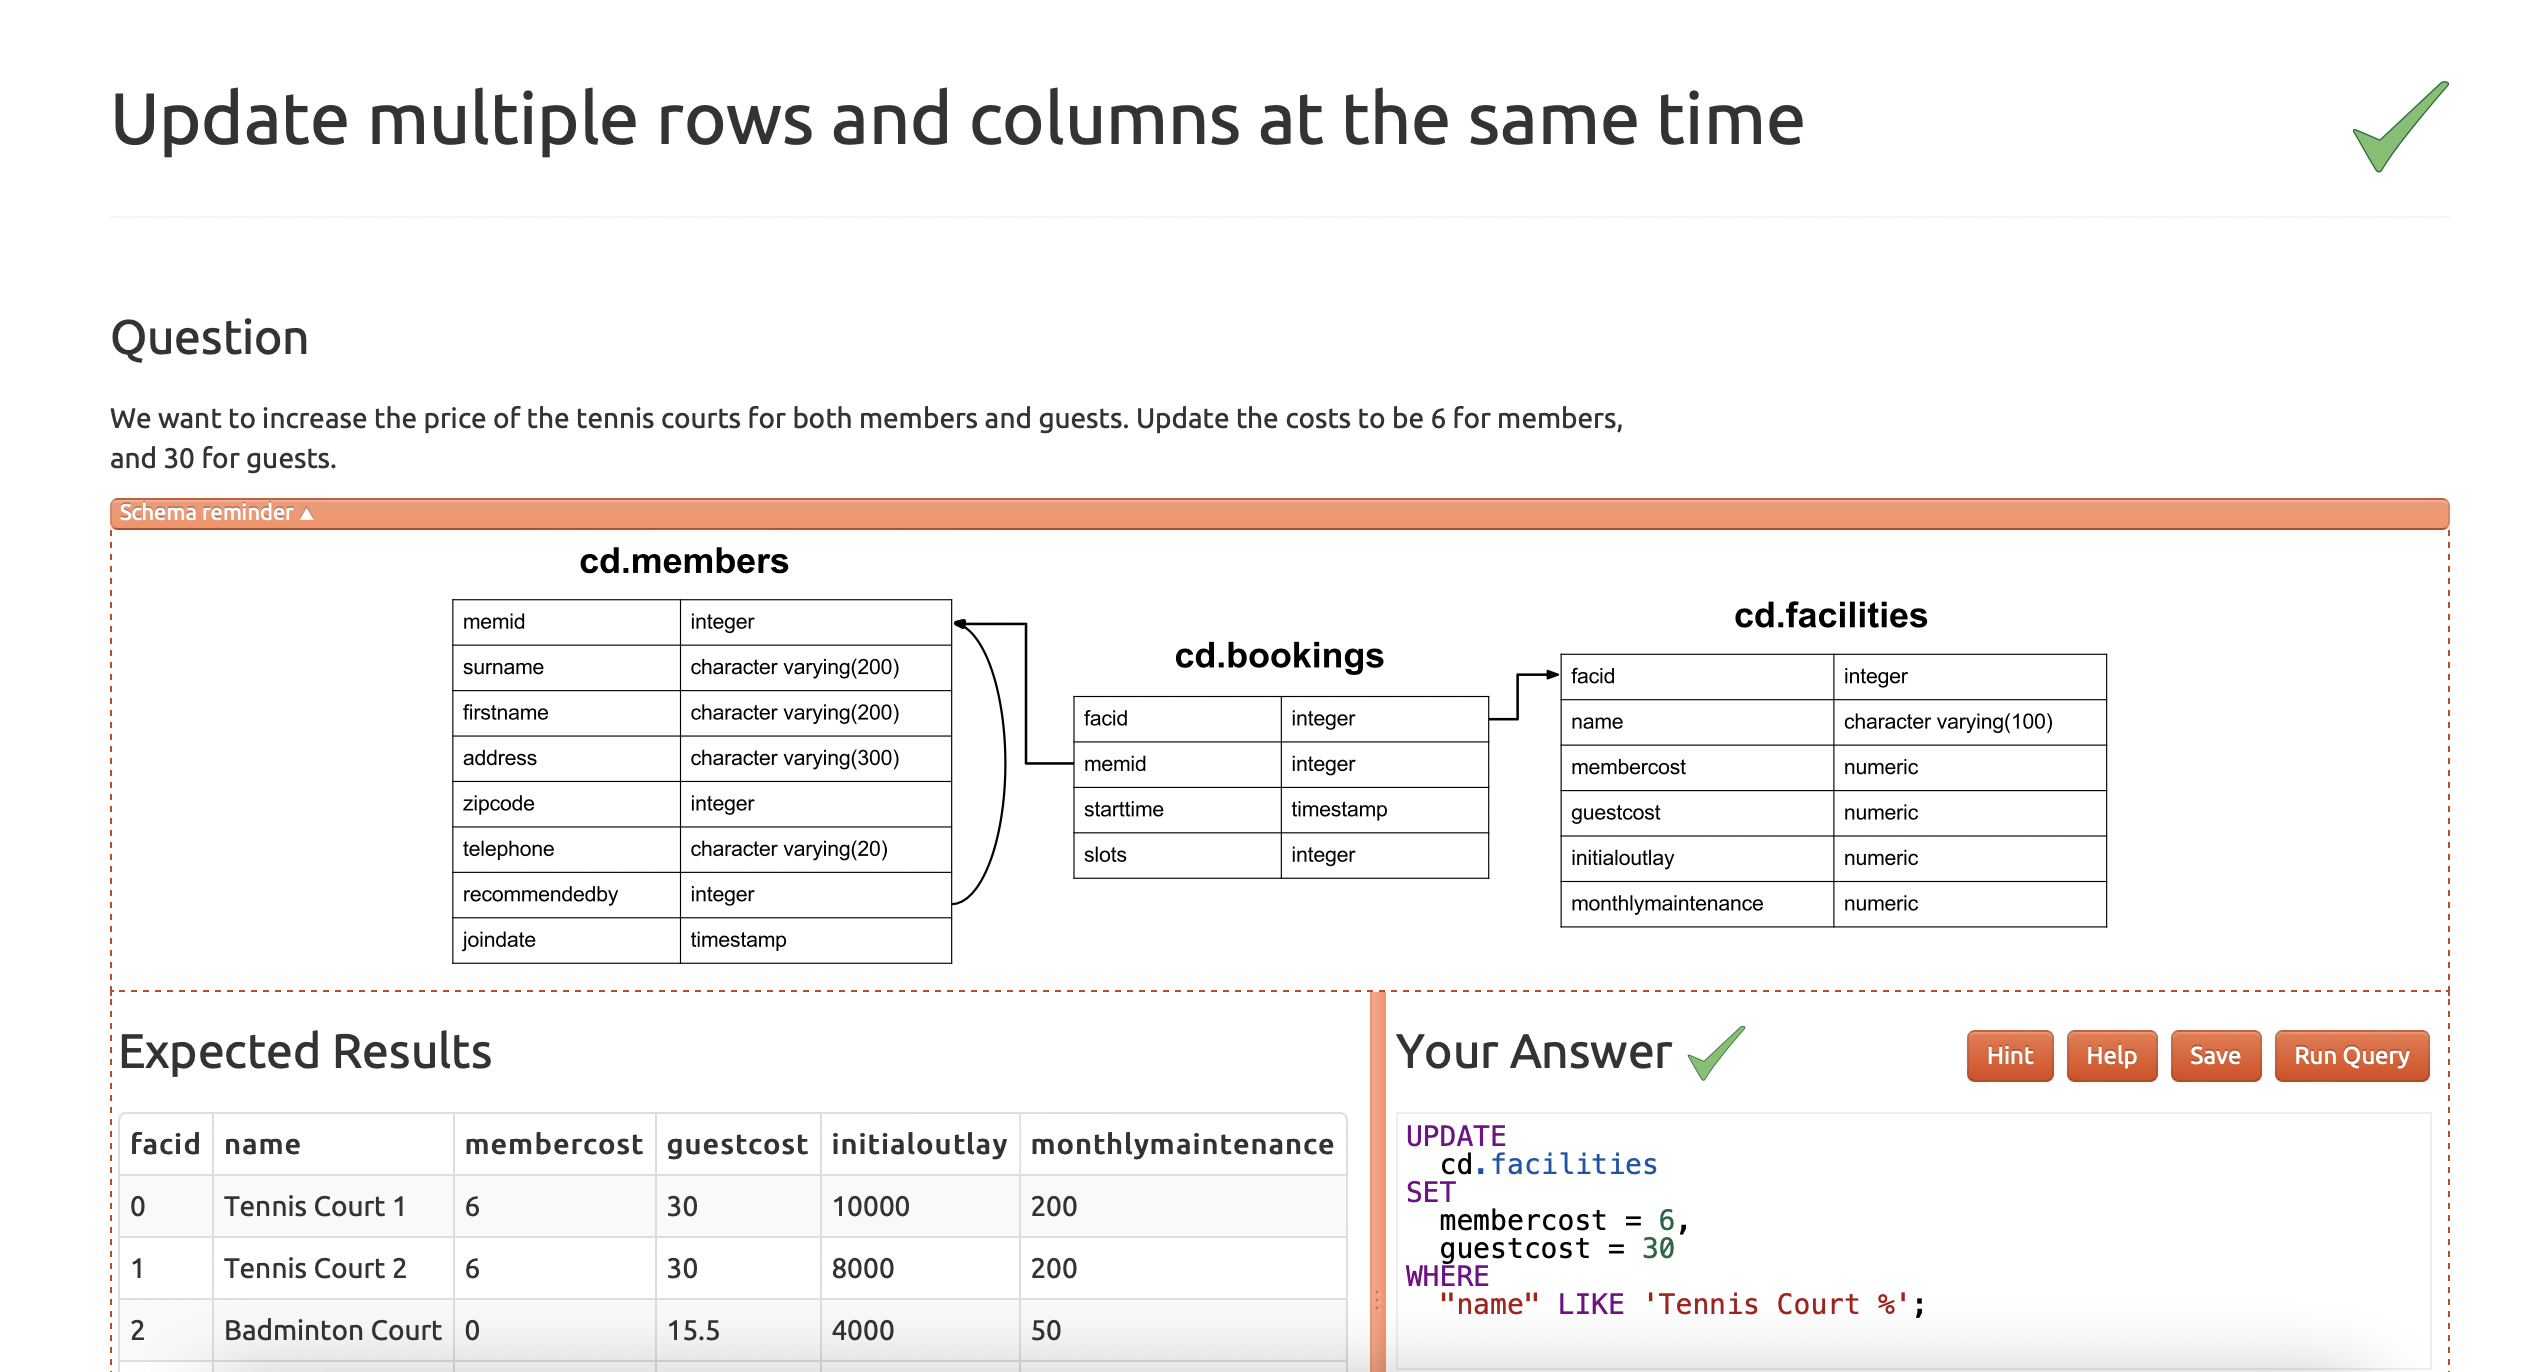 Update multiple rows and columns at the same time
Question
We want to increase the price of the tennis courts for both members and guests. Update the costs to be 6 for members,
and 30 for guests.
Schema reminder ▲
cd.members
memid integer
surname character varying(200)
firstname character varying(200)
address character varying(300)
zipcode integer
telephone character varying(20)
recommendedby integer
joindate timestamp
cd.bookings
facid integer
memid integer
starttime timestamp
slots integer
cd.facilities
facid integer
name character varying(100)
membercost numeric
guestcost numeric
initialoutlay numeric
monthlymaintenance numeric
Expected Results
facid name membercost guestcost initialoutlay monthlymaintenance
0 Tennis Court 1 6 30 10000 200
1 Tennis Court 2 6 30 8000 200
2 Badminton Court 0 15.5 4000 50
Your Answer
Hint Help Save Run Query
UPDATE
cd.facilities
SET
membercost = 6,
guestcost = 30
WHERE
"name" LIKE 'Tennis Court %';